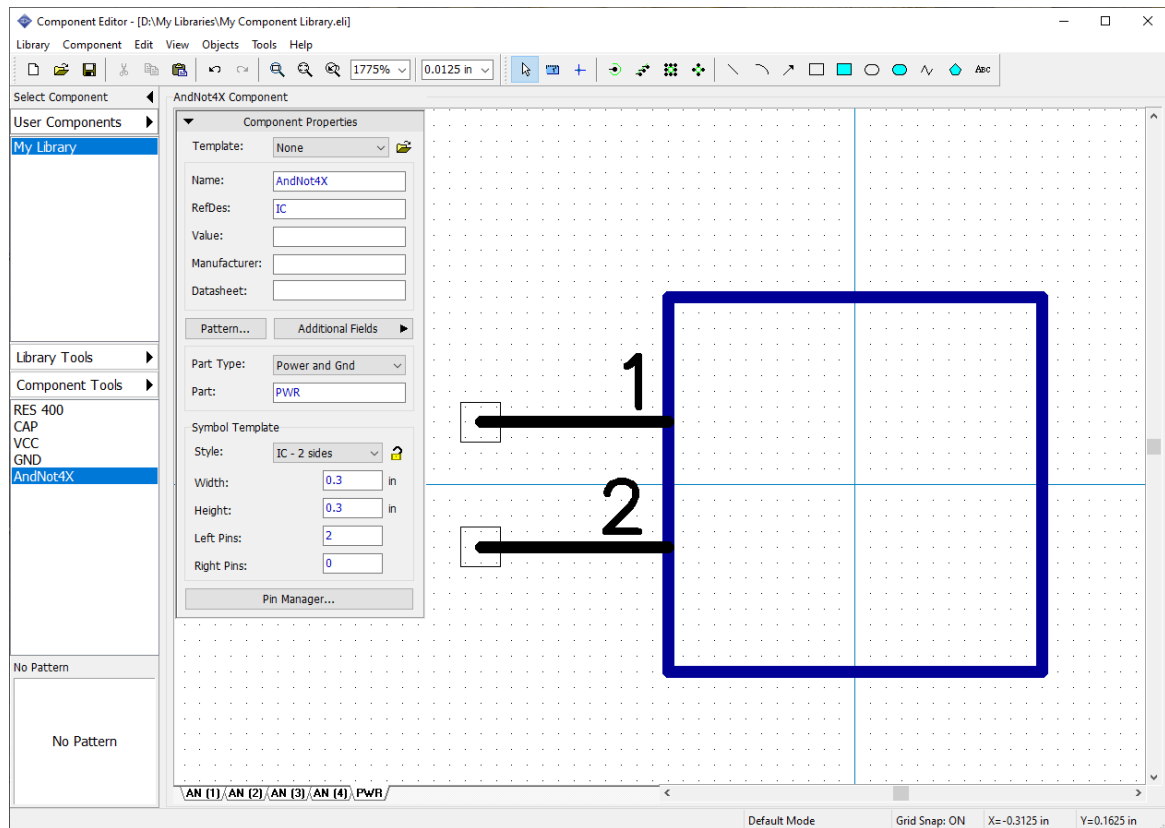 Component Editor - [D:\My Libraries\My Component Library.eli]
Library Component Edit View Objects Tools Help
1775% 0.0125 in ABC
Select Component
User Components
My Library
Library Tools
Component Tools
RES 400
CAP
VCC
GND
AndNot4X
No Pattern
No Pattern
AndNot4X Component
Component Properties
Template: None
Name: AndNot4X
RefDes: IC
Value:
Manufacturer:
Datasheet:
Pattern... Additional Fields
Part Type: Power and Gnd
Part: PWR
Symbol Template
Style: IC - 2 sides
Width: 0.3 in
Height: 0.3 in
Left Pins: 2
Right Pins: 0
Pin Manager...
1
2
AN (1) AN (2) AN (3) AN (4) PWR
Default Mode Grid Snap: ON X=-0.3125 in Y=0.1625 in